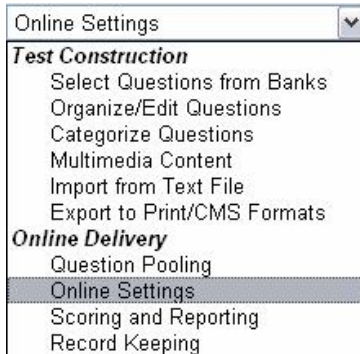 Online Settings
Test Construction
Select Questions from Banks
Organize/Edit Questions
Categorize Questions
Multimedia Content
Import from Text File
Export to Print/CMS Formats
Online Delivery
Question Pooling
Online Settings
Scoring and Reporting
Record Keeping